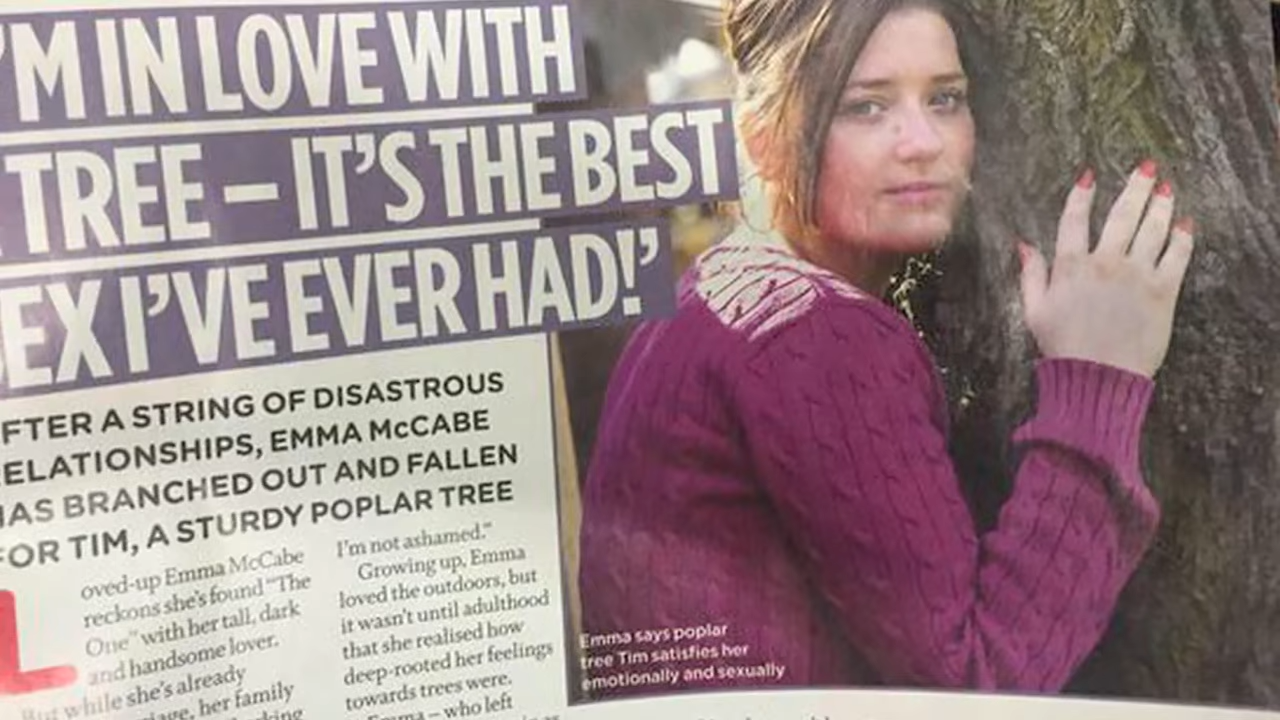 'M IN LOVE WITH
TREE – IT'S THE BEST
EX I'VE EVER HAD!'
FTER A STRING OF DISASTROUS
ELATIONSHIPS, EMMA McCABE
HAS BRANCHED OUT AND FALLEN
FOR TIM, A STURDY POPLAR TREE
Loved-up Emma McCabe
reckons she's found "The
One" with her tall, dark
and handsome lover.
But while she's already
her family
I'm not ashamed."
Growing up, Emma
loved the outdoors, but
it wasn't until adulthood
that she realised how
deep-rooted her feelings
towards trees were.
Emma – who left
Emma says poplar
tree Tim satisfies her
emotionally and sexually